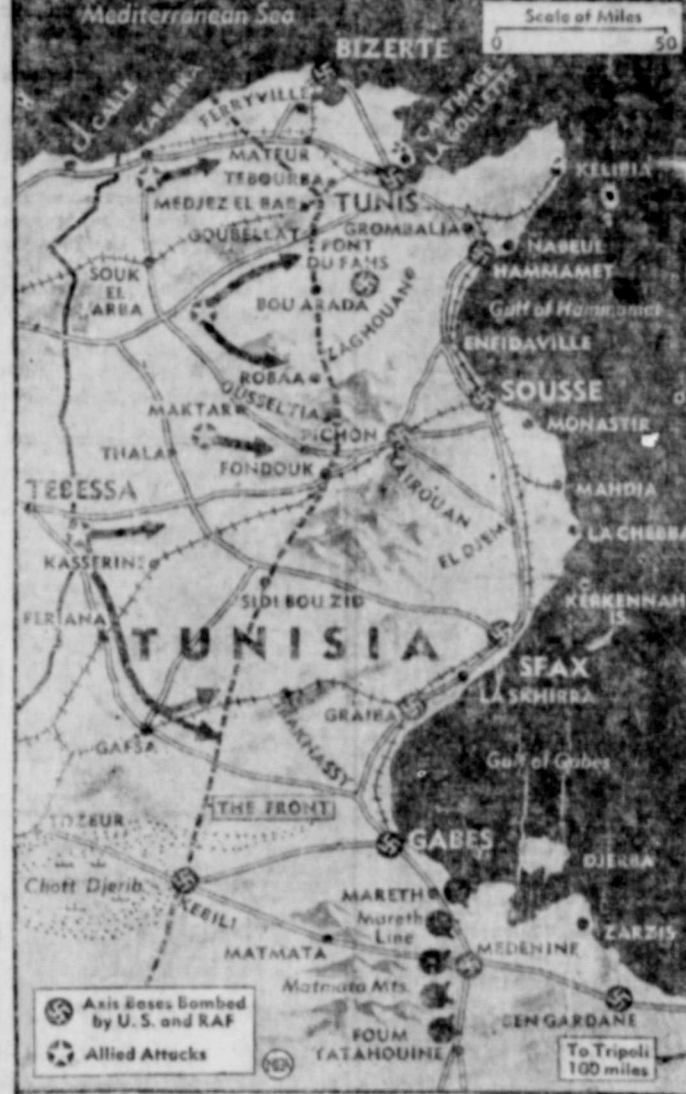 Mediterranean Sea
Scale of Miles
0 50
BIZERTE
CALLE
TABARKA
FERRYVILLE
CARTHAGE
LA GOULETTE
MATEUR
TEBOURBA
KELIBIA
MEDJEZ EL BAB
TUNIS
GOUBELLAT
GROMBALIA
NABEUL
PONT
DU FAHS
HAMMAMET
SOUK
EL
ARBA
BOU ARADA
ZAGHOUAN
Gulf of Hammamet
ENFIDAVILLE
ROBAA
OUSSELTIA
SOUSSE
MAKTAR
PICHON
MONASTIR
THALA
FONDOUK
KAIROUAN
TEBESSA
MAHDIA
EL DJEM
LA CHEBBA
KASSERINE
SIDI BOU ZID
KERKENNAH
IS.
FERIANA
TUNISIA
SFAX
LA SKHIRRA
GRAIBA
MAKNASSY
GAFSA
Gulf of Gabes
THE FRONT
TOZEUR
GABES
DJERBA
Chott Djerib
KEBILI
MARETH
Mareth
Line
ZARZIS
MATMATA
MEDENINE
Matmata Mts.
BEN GARDANE
FOUM
TATAHOUINE
Axis Bases Bombed
by U. S. and RAF
Allied Attacks
NEA
To Tripoli
100 miles